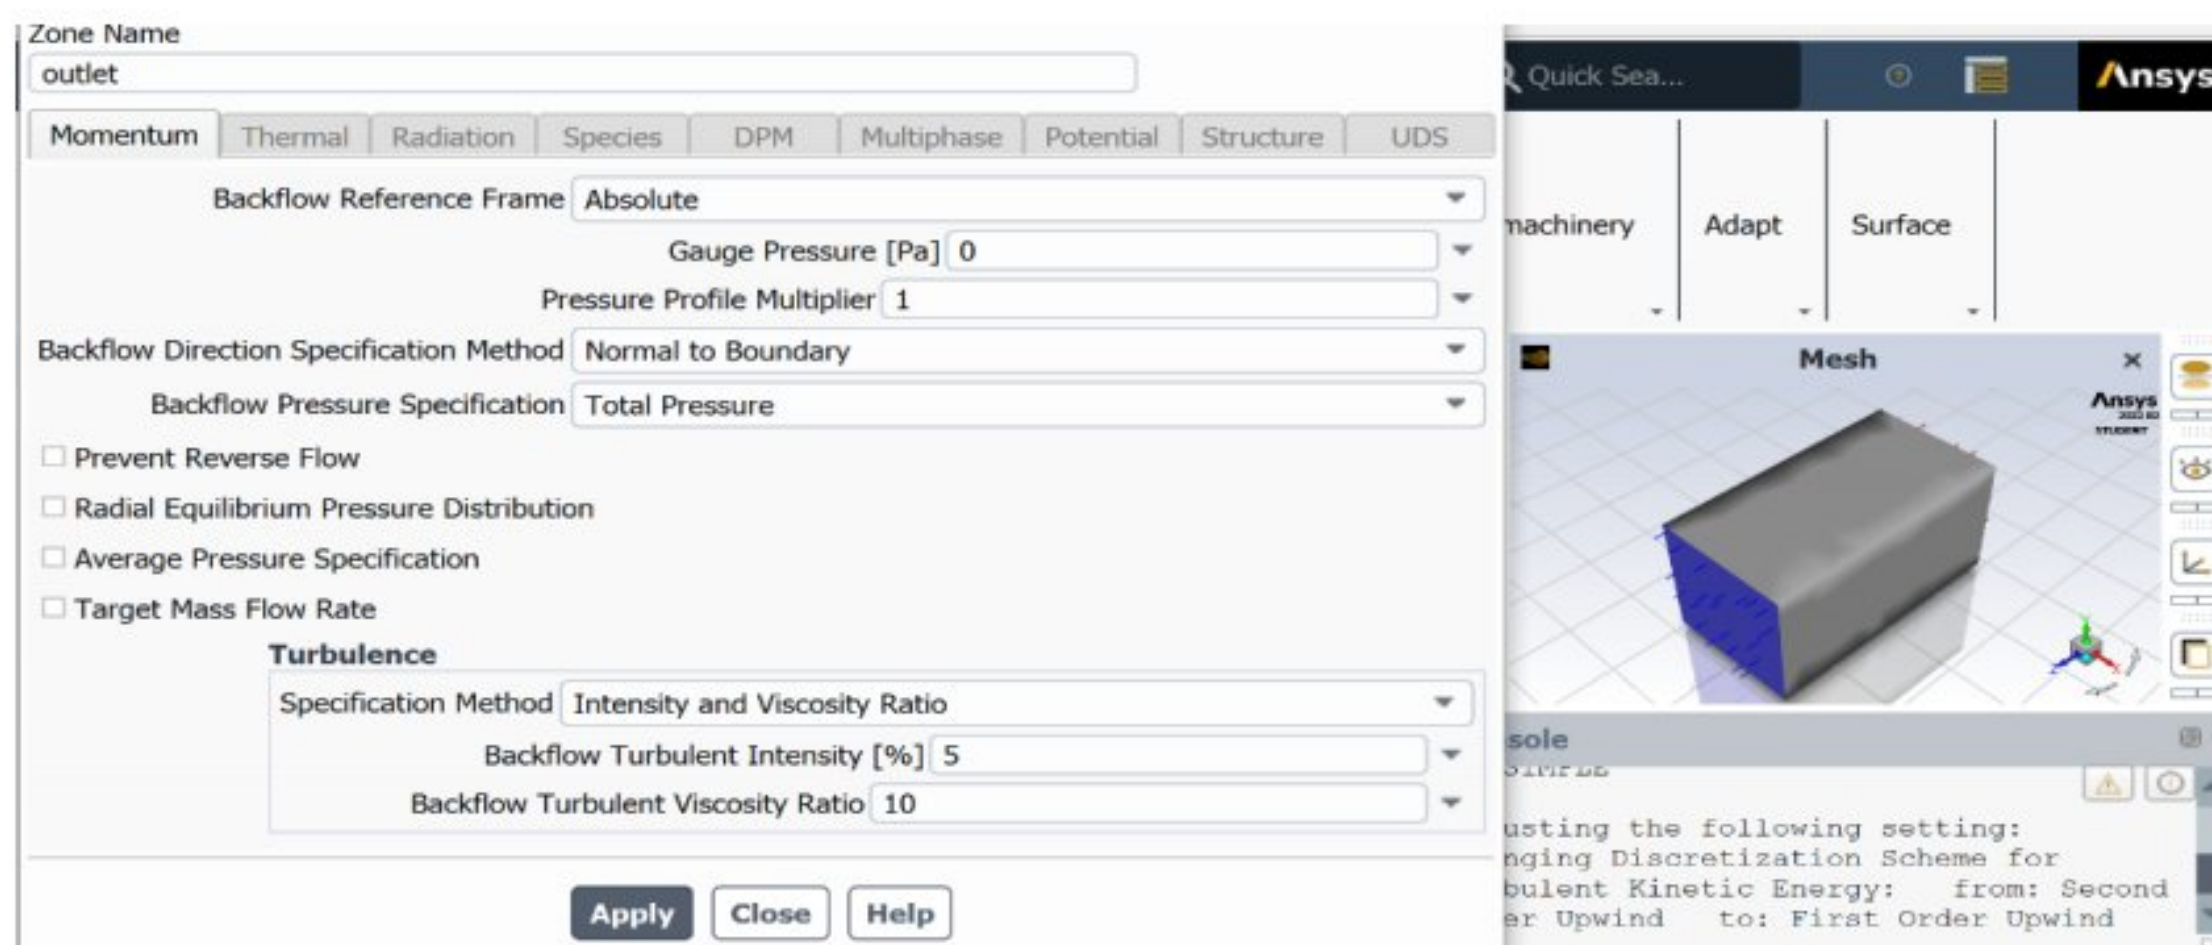 Zone Name
outlet
Momentum Thermal Radiation Species DPM Multiphase Potential Structure UDS
Backflow Reference Frame Absolute
Gauge Pressure [Pa] 0
Pressure Profile Multiplier 1
Backflow Direction Specification Method Normal to Boundary
Backflow Pressure Specification Total Pressure
Prevent Reverse Flow
Radial Equilibrium Pressure Distribution
Average Pressure Specification
Target Mass Flow Rate
Turbulence
Specification Method Intensity and Viscosity Ratio
Backflow Turbulent Intensity [%] 5
Backflow Turbulent Viscosity Ratio 10
Apply Close Help
Quick Sea... Ansys
machinery Adapt Surface
Mesh
Ansys
STUDENT
sole
SIMPLE
usting the following setting:
nging Discretization Scheme for
bulent Kinetic Energy: from: Second
er Upwind to: First Order Upwind